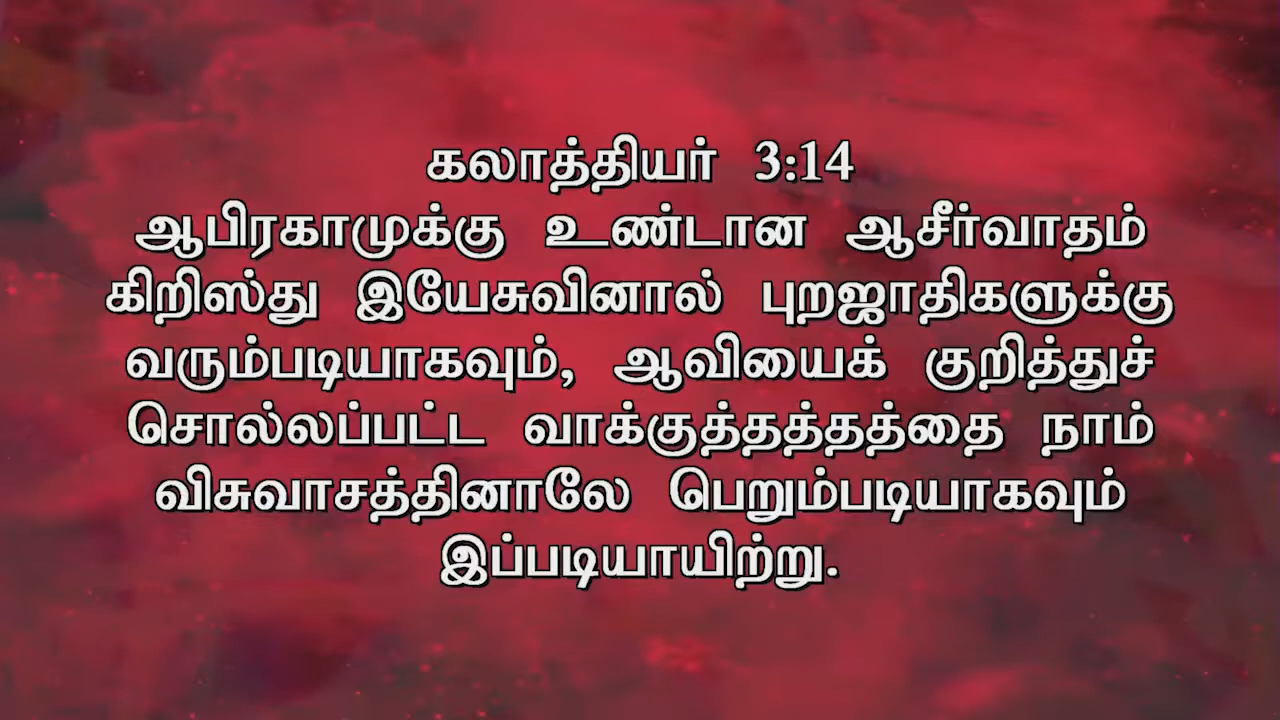 கலாத்தியர் 3:14
ஆபிரகாமுக்கு உண்டான ஆசீர்வாதம்
கிறிஸ்து இயேசுவினால் புறஜாதிகளுக்கு
வரும்படியாகவும், ஆவியைக் குறித்துச்
சொல்லப்பட்ட வாக்குத்தத்தத்தை நாம்
விசுவாசத்தினாலே பெறும்படியாகவும்
இப்படியாயிற்று.